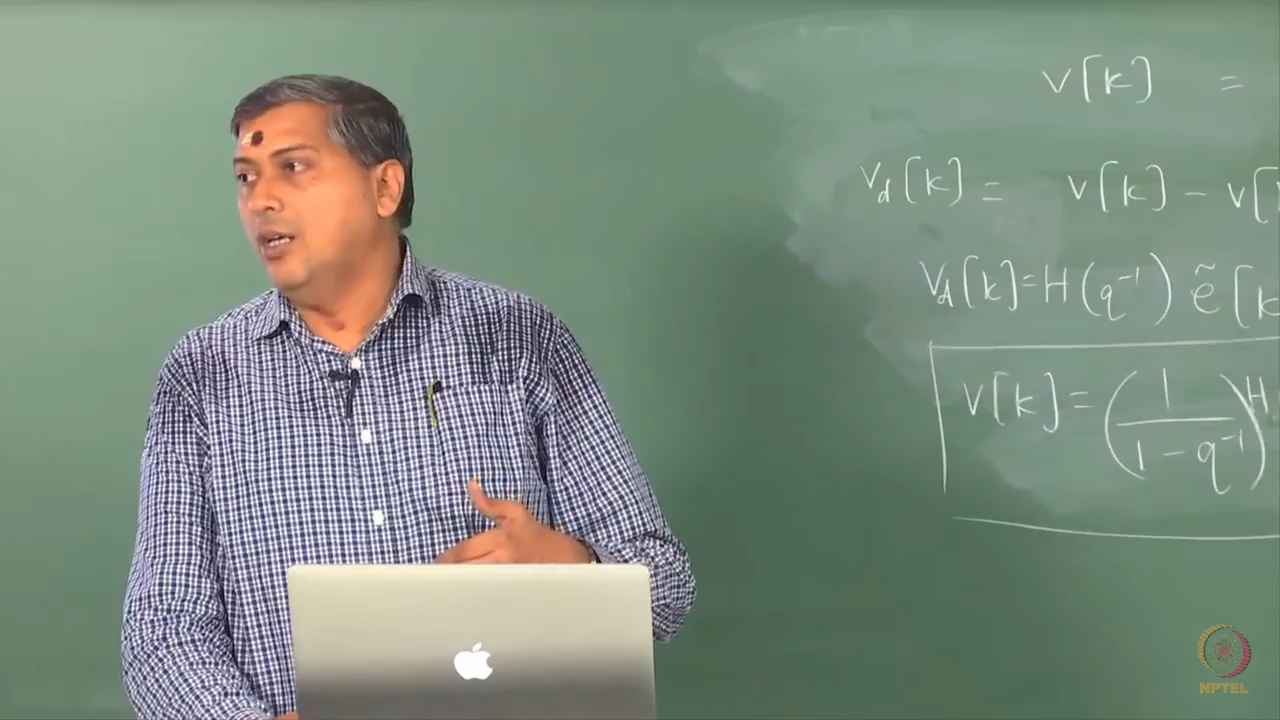 v[k] =
v_d[k] = v[k] - v[
v_d[k] = H(q⁻¹) ẽ[k
v[k] = (1 / (1 - q⁻¹)) H
NPTEL